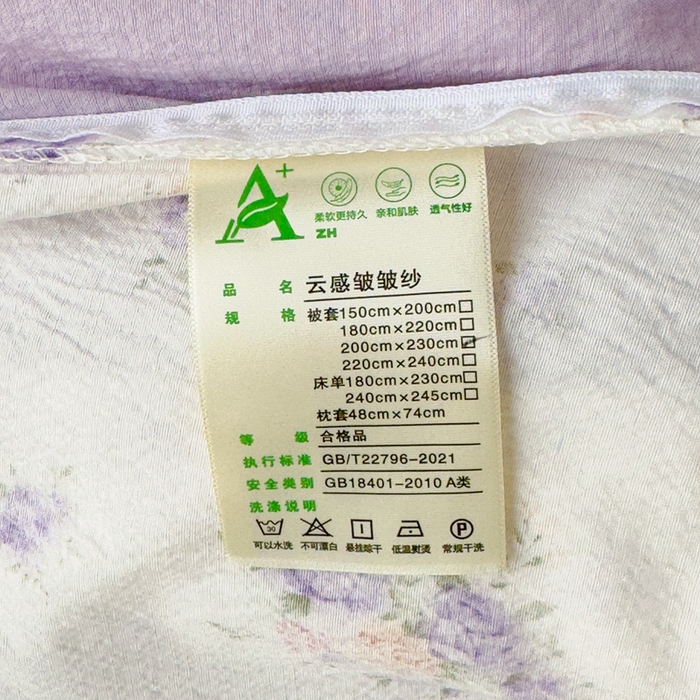 A+
柔软更持久 亲和肌肤 透气性好
ZH
品 名 云感皱皱纱
规 格 被套150cm×200cm□
180cm×220cm□
200cm×230cm☑
220cm×240cm□
床单180cm×230cm□
240cm×245cm□
枕套48cm×74cm
等 级 合格品
执行标准 GB/T22796-2021
安全类别 GB18401-2010 A类
洗涤说明
30 P
可以水洗 不可漂白 悬挂晾干 低温熨烫 常规干洗